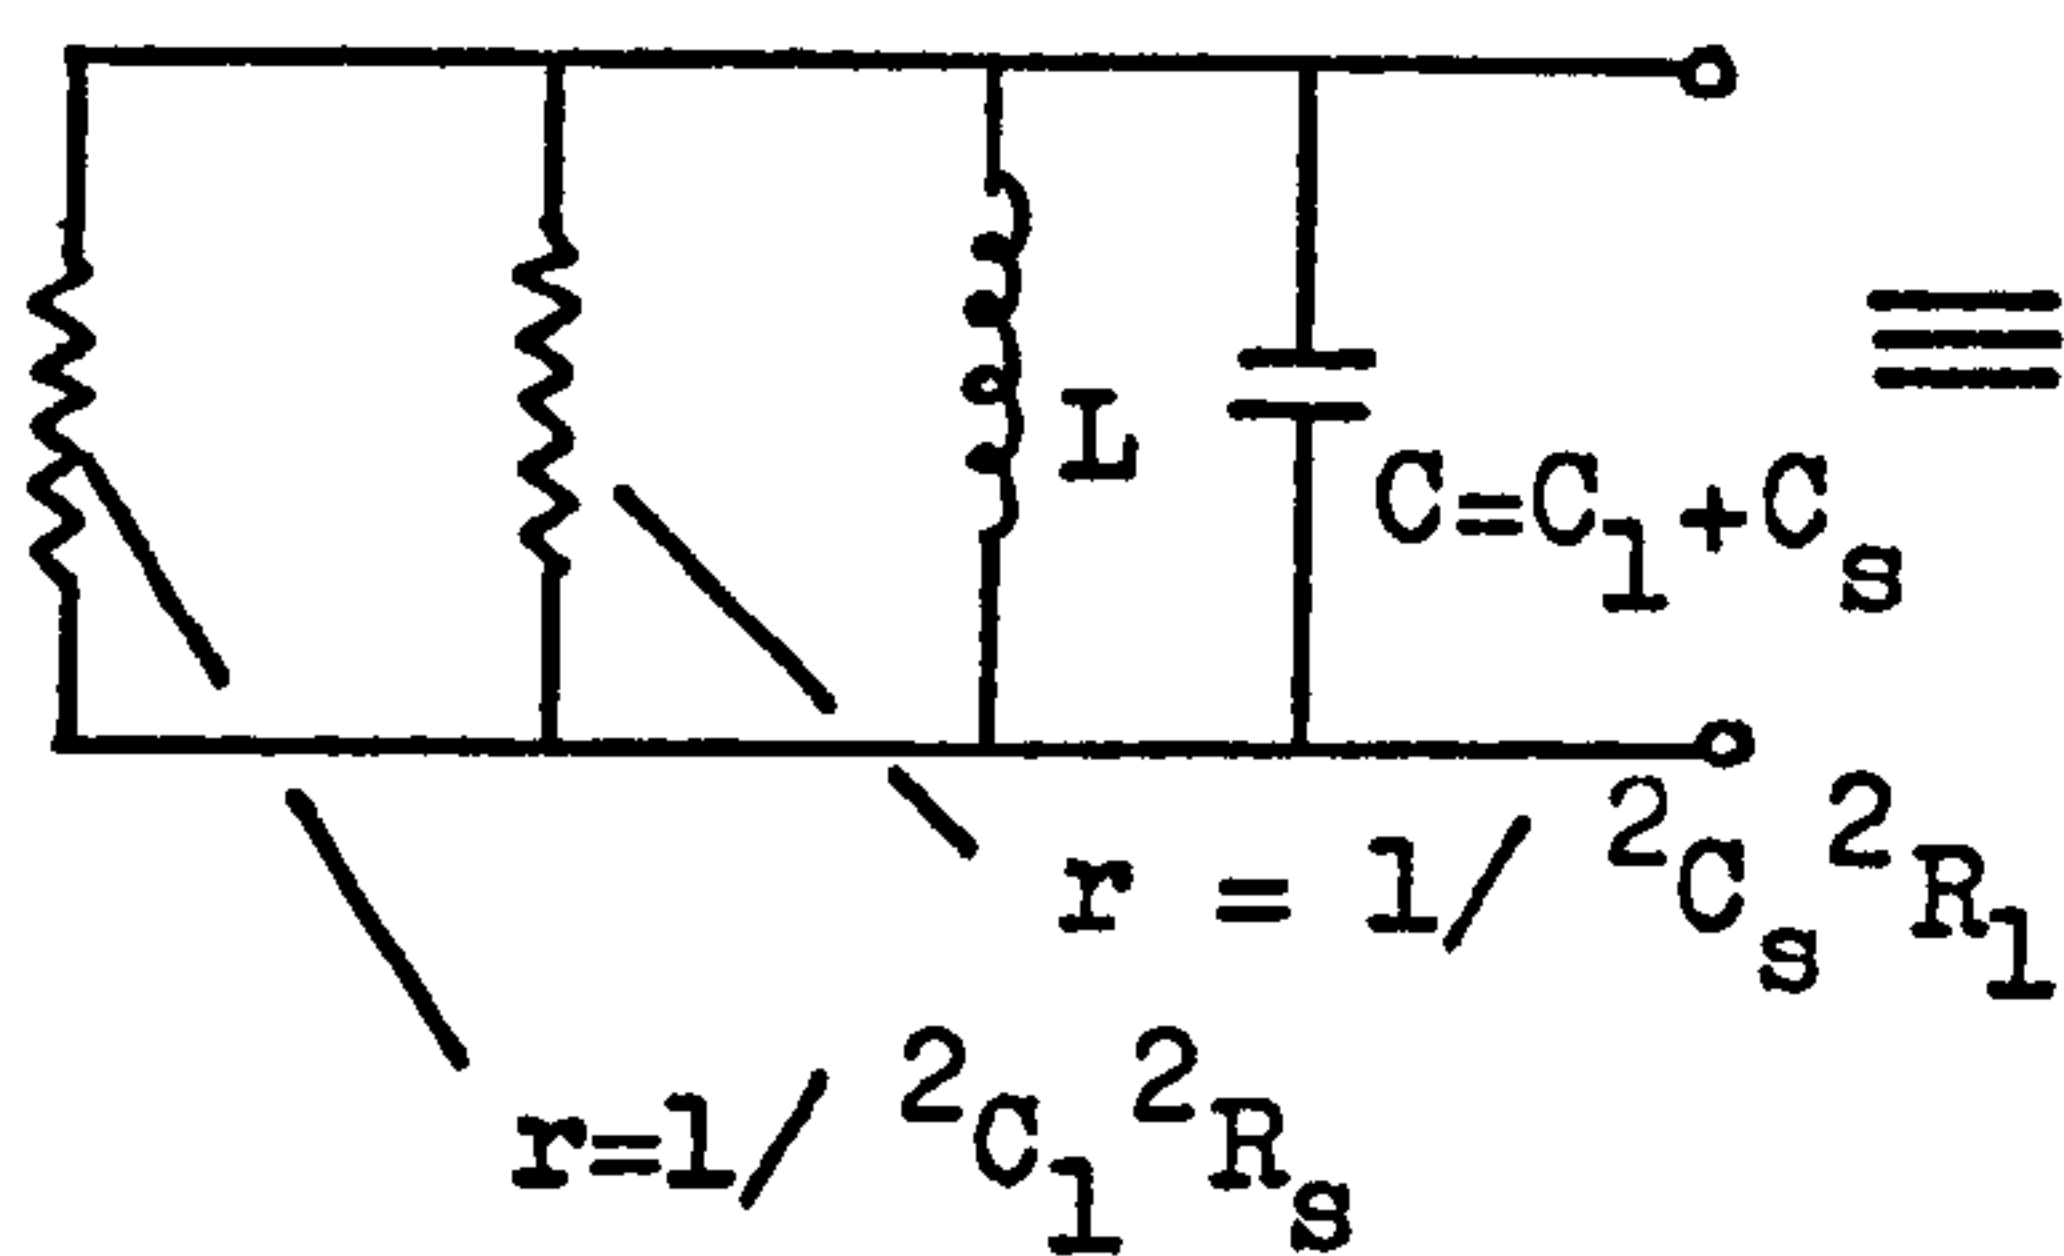 L
C=C₁+Cₛ
r = 1/ ²Cₛ²R₁
r=1/ ²C₁²Rₛ